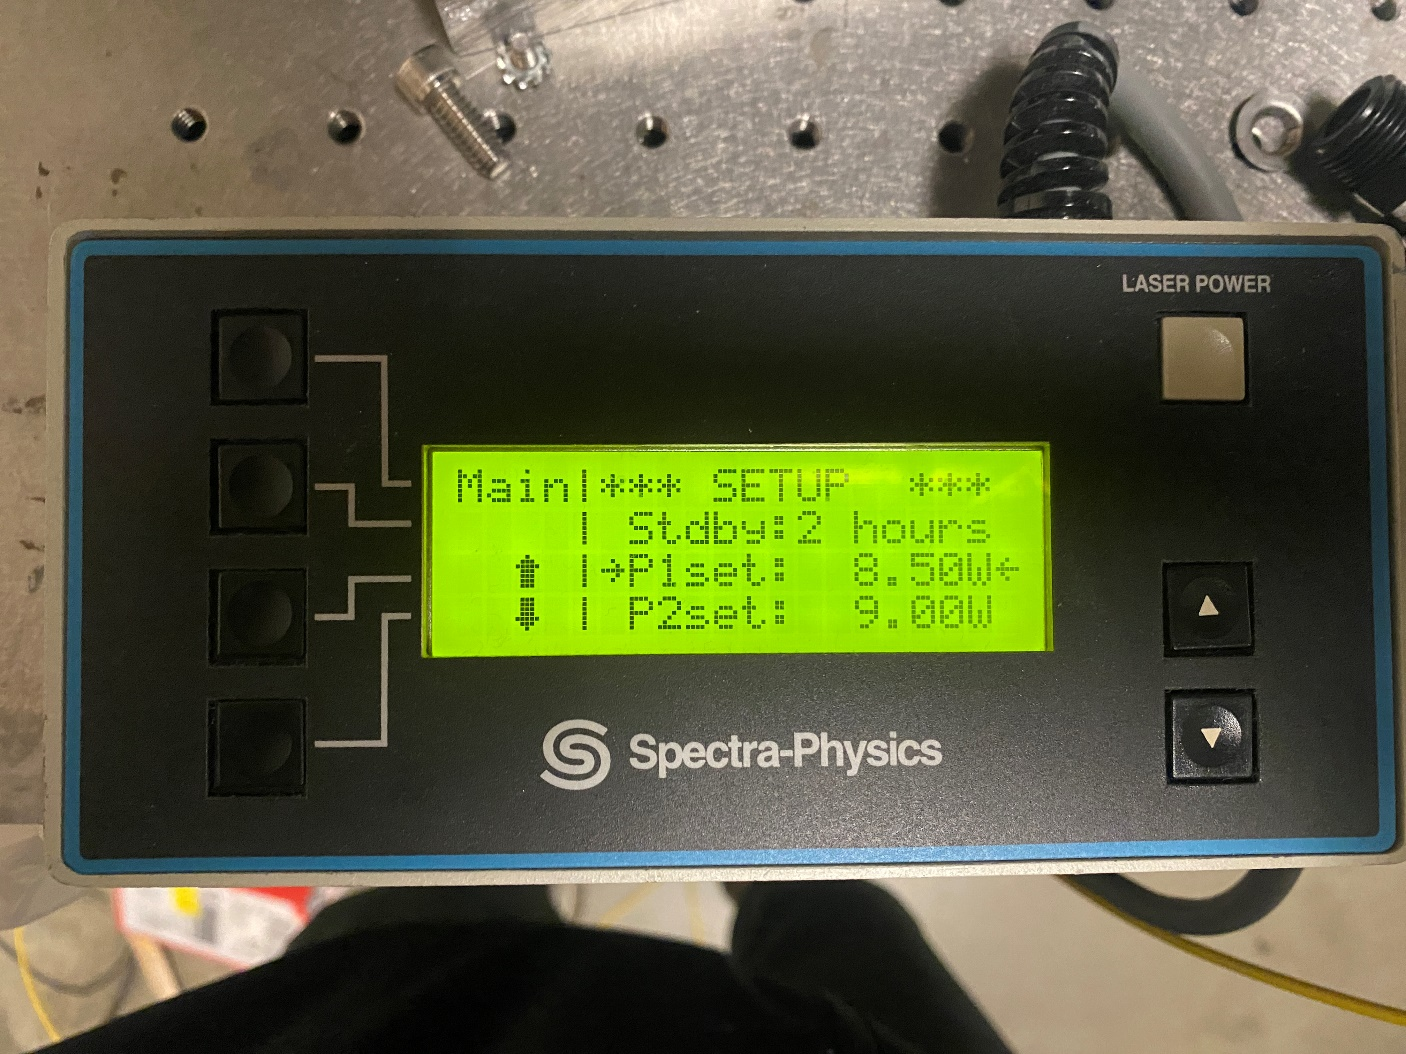 LASER POWER
Main|*** SETUP ***
| Stdby:2 hours
↑ |→P1set: 8.50W←
↓ | P2set: 9.00W
Spectra-Physics